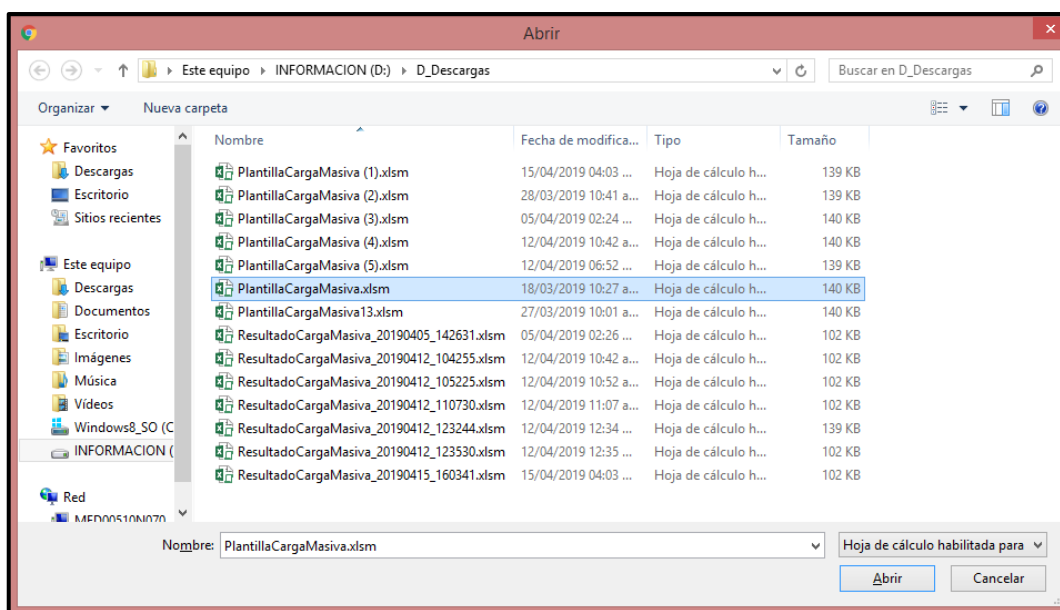 Abrir
Este equipo INFORMACION (D:) D_Descargas Buscar en D_Descargas
Organizar Nueva carpeta
Favoritos
Descargas
Escritorio
Sitios recientes
Este equipo
Descargas
Documentos
Escritorio
Imágenes
Música
Vídeos
Windows8_SO (C
INFORMACION (
Red
MED00510N070
Nombre Fecha de modifica... Tipo Tamaño
PlantillaCargaMasiva (1).xlsm 15/04/2019 04:03 ... Hoja de cálculo h... 139 KB
PlantillaCargaMasiva (2).xlsm 28/03/2019 10:41 a... Hoja de cálculo h... 139 KB
PlantillaCargaMasiva (3).xlsm 05/04/2019 02:24 ... Hoja de cálculo h... 140 KB
PlantillaCargaMasiva (4).xlsm 12/04/2019 10:42 a... Hoja de cálculo h... 140 KB
PlantillaCargaMasiva (5).xlsm 12/04/2019 06:52 ... Hoja de cálculo h... 139 KB
PlantillaCargaMasiva.xlsm 18/03/2019 10:27 a... Hoja de cálculo h... 140 KB
PlantillaCargaMasiva13.xlsm 27/03/2019 10:01 a... Hoja de cálculo h... 140 KB
ResultadoCargaMasiva_20190405_142631.xlsm 05/04/2019 02:26 ... Hoja de cálculo h... 102 KB
ResultadoCargaMasiva_20190412_104255.xlsm 12/04/2019 10:42 a... Hoja de cálculo h... 102 KB
ResultadoCargaMasiva_20190412_105225.xlsm 12/04/2019 10:52 a... Hoja de cálculo h... 102 KB
ResultadoCargaMasiva_20190412_110730.xlsm 12/04/2019 11:07 a... Hoja de cálculo h... 102 KB
ResultadoCargaMasiva_20190412_123244.xlsm 12/04/2019 12:34 ... Hoja de cálculo h... 139 KB
ResultadoCargaMasiva_20190412_123530.xlsm 12/04/2019 12:35 ... Hoja de cálculo h... 102 KB
ResultadoCargaMasiva_20190415_160341.xlsm 15/04/2019 04:03 ... Hoja de cálculo h... 102 KB
Nombre: PlantillaCargaMasiva.xlsm Hoja de cálculo habilitada para
Abrir Cancelar